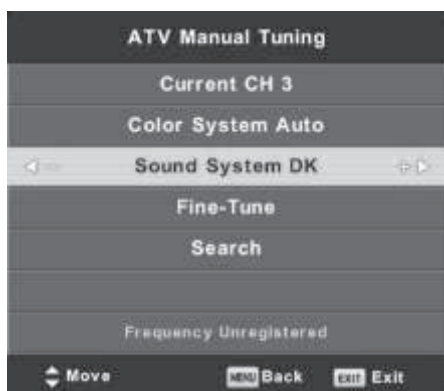 ATV Manual Tuning
Current CH 3
Color System Auto
Sound System DK
Fine-Tune
Search
Frequency Unregistered
Move MENU Back EXIT Exit